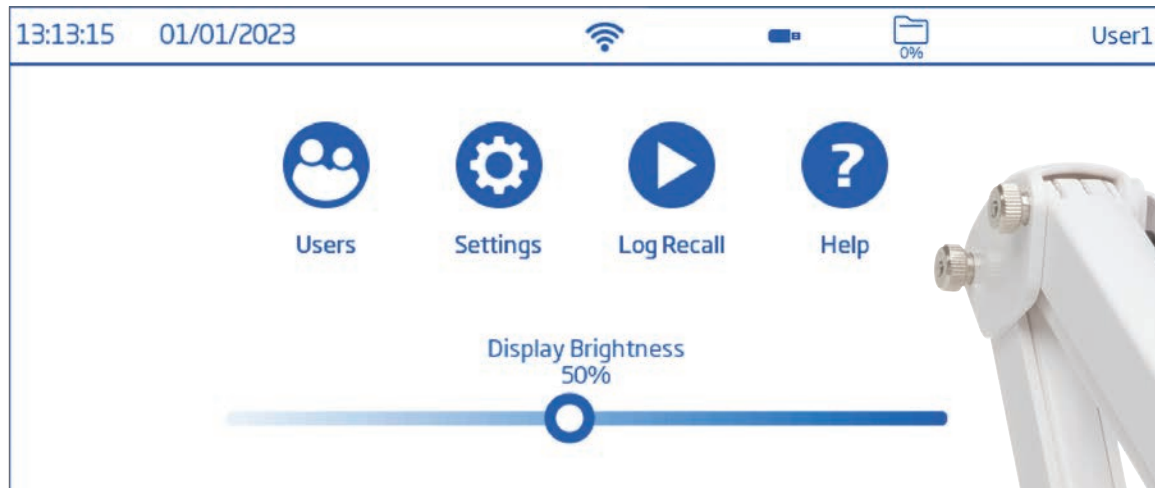 13:13:15 01/01/2023 User1
0%
Users Settings Log Recall Help
Display Brightness
50%